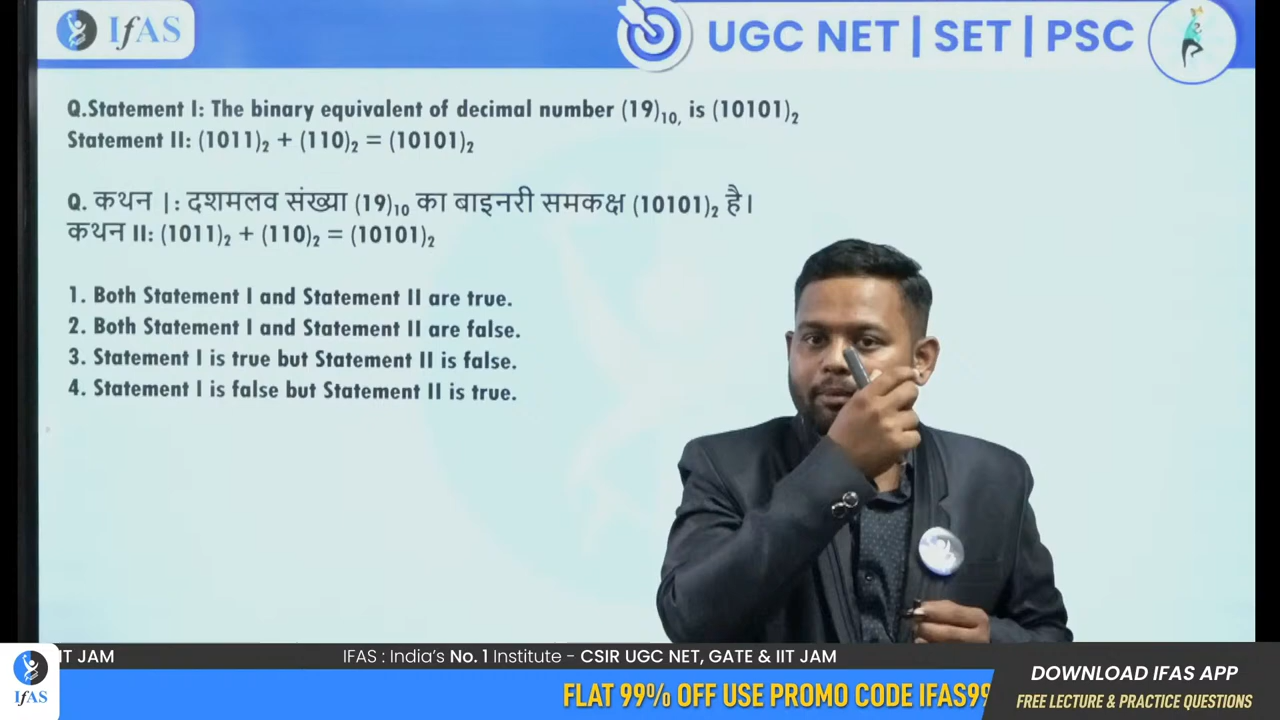 IfAS
UGC NET | SET | PSC
Q.Statement I: The binary equivalent of decimal number (19)₁₀, is (10101)₂
Statement II: (1011)₂ + (110)₂ = (10101)₂
Q. कथन |: दशमलव संख्या (19)₁₀ का बाइनरी समकक्ष (10101)₂ है।
कथन II: (1011)₂ + (110)₂ = (10101)₂
1. Both Statement I and Statement II are true.
2. Both Statement I and Statement II are false.
3. Statement I is true but Statement II is false.
4. Statement I is false but Statement II is true.
IT JAM
IFAS : India's No. 1 Institute - CSIR UGC NET, GATE & IIT JAM
IfAS
FLAT 99% OFF USE PROMO CODE IFAS99
DOWNLOAD IFAS APP
FREE LECTURE & PRACTICE QUESTIONS